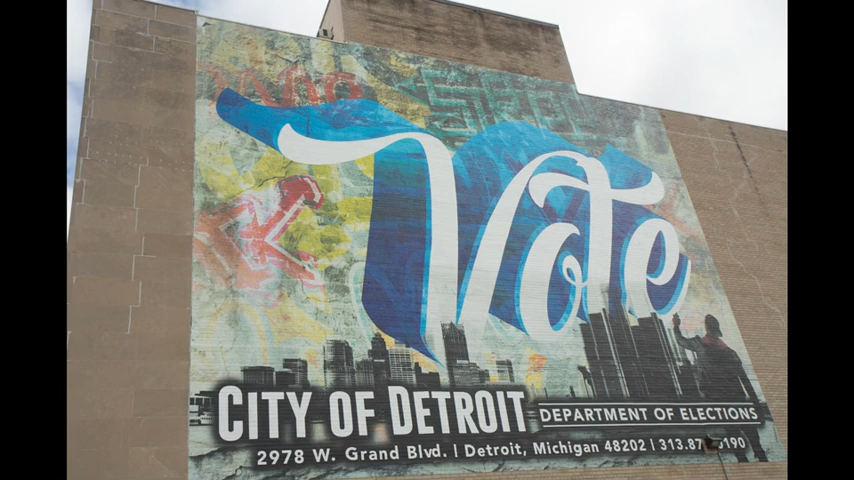 Vote
CITY OF DETROIT
DEPARTMENT OF ELECTIONS
2978 W. Grand Blvd. | Detroit, Michigan 48202 |